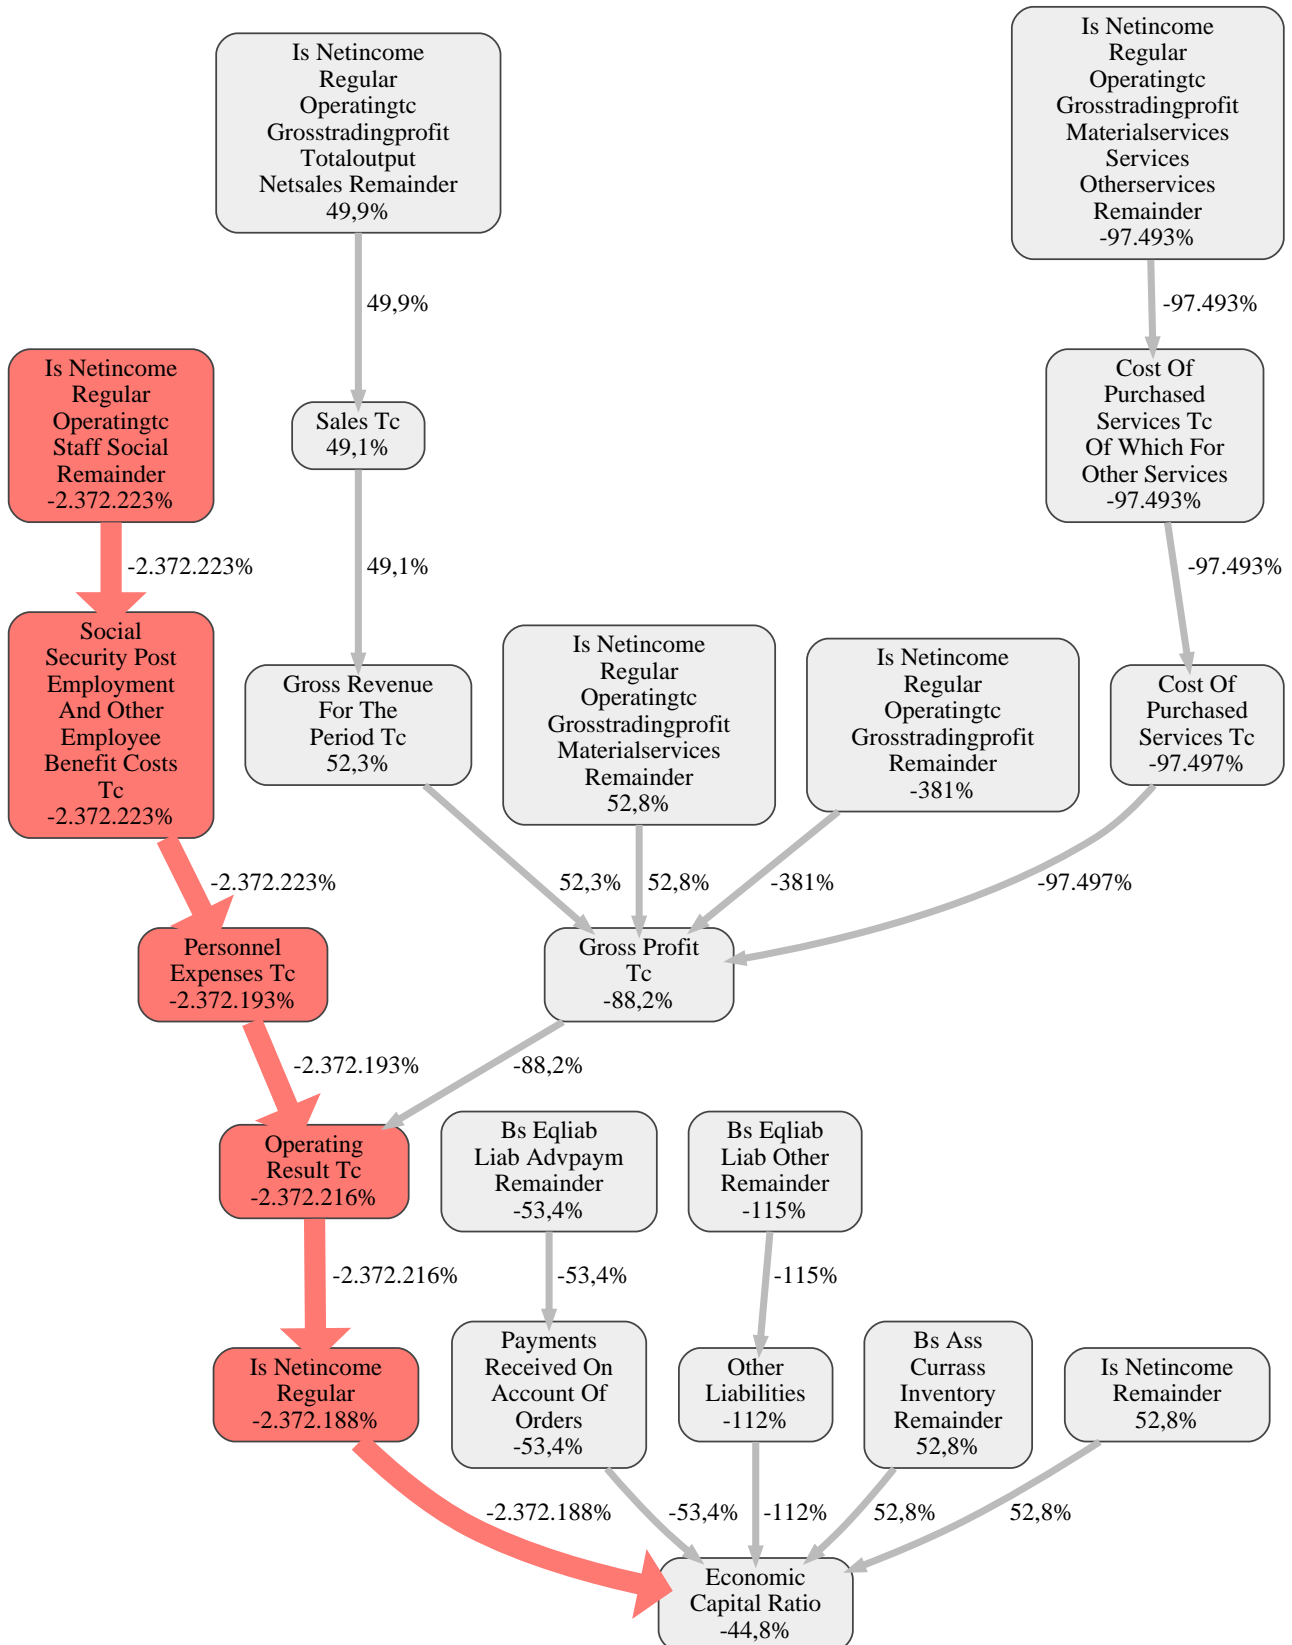 Is Netincome
Regular
Operatingtc
Grosstradingprofit
Totaloutput
Netsales Remainder
49,9%
Is Netincome
Regular
Operatingtc
Grosstradingprofit
Materialservices
Services
Otherservices
Remainder
-97.493%
49,9%
-97.493%
Is Netincome
Regular
Operatingtc
Staff Social
Remainder
-2.372.223%
Sales Tc
49,1%
Cost Of
Purchased
Services Tc
Of Which For
Other Services
-97.493%
-2.372.223%
49,1%
-97.493%
Social
Security Post
Employment
And Other
Employee
Benefit Costs
Tc
-2.372.223%
Gross Revenue
For The
Period Tc
52,3%
Is Netincome
Regular
Operatingtc
Grosstradingprofit
Materialservices
Remainder
52,8%
Is Netincome
Regular
Operatingtc
Grosstradingprofit
Remainder
-381%
Cost Of
Purchased
Services Tc
-97.497%
-2.372.223%
52,3%
52,8%
-381%
-97.497%
Personnel
Expenses Tc
-2.372.193%
Gross Profit
Tc
-88,2%
-2.372.193%
-88,2%
Operating
Result Tc
-2.372.216%
Bs Eqliab
Liab Advpaym
Remainder
-53,4%
Bs Eqliab
Liab Other
Remainder
-115%
-2.372.216%
-53,4%
-115%
Is Netincome
Regular
-2.372.188%
Payments
Received On
Account Of
Orders
-53,4%
Other
Liabilities
-112%
Bs Ass
Currass
Inventory
Remainder
52,8%
Is Netincome
Remainder
52,8%
-2.372.188%
-53,4%
-112%
52,8%
52,8%
Economic
Capital Ratio
-44,8%